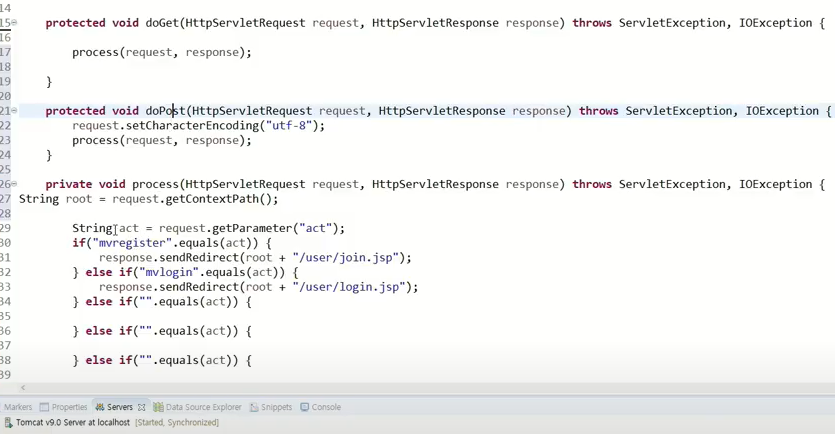 14
15 protected void doGet(HttpServletRequest request, HttpServletResponse response) throws ServletException, IOException {
16
17 process(request, response);
18
19 }
20
21 protected void doPost(HttpServletRequest request, HttpServletResponse response) throws ServletException, IOException {
22 request.setCharacterEncoding("utf-8");
23 process(request, response);
24 }
25
26 private void process(HttpServletRequest request, HttpServletResponse response) throws ServletException, IOException {
27 String root = request.getContextPath();
28
29 String act = request.getParameter("act");
30 if("mvregister".equals(act)) {
31 response.sendRedirect(root + "/user/join.jsp");
32 } else if("mvlogin".equals(act)) {
33 response.sendRedirect(root + "/user/login.jsp");
34 } else if("".equals(act)) {
35
36 } else if("".equals(act)) {
37
38 } else if("".equals(act)) {
39
Markers Properties Servers Data Source Explorer Snippets Console
Tomcat v9.0 Server at localhost [Started, Synchronized]